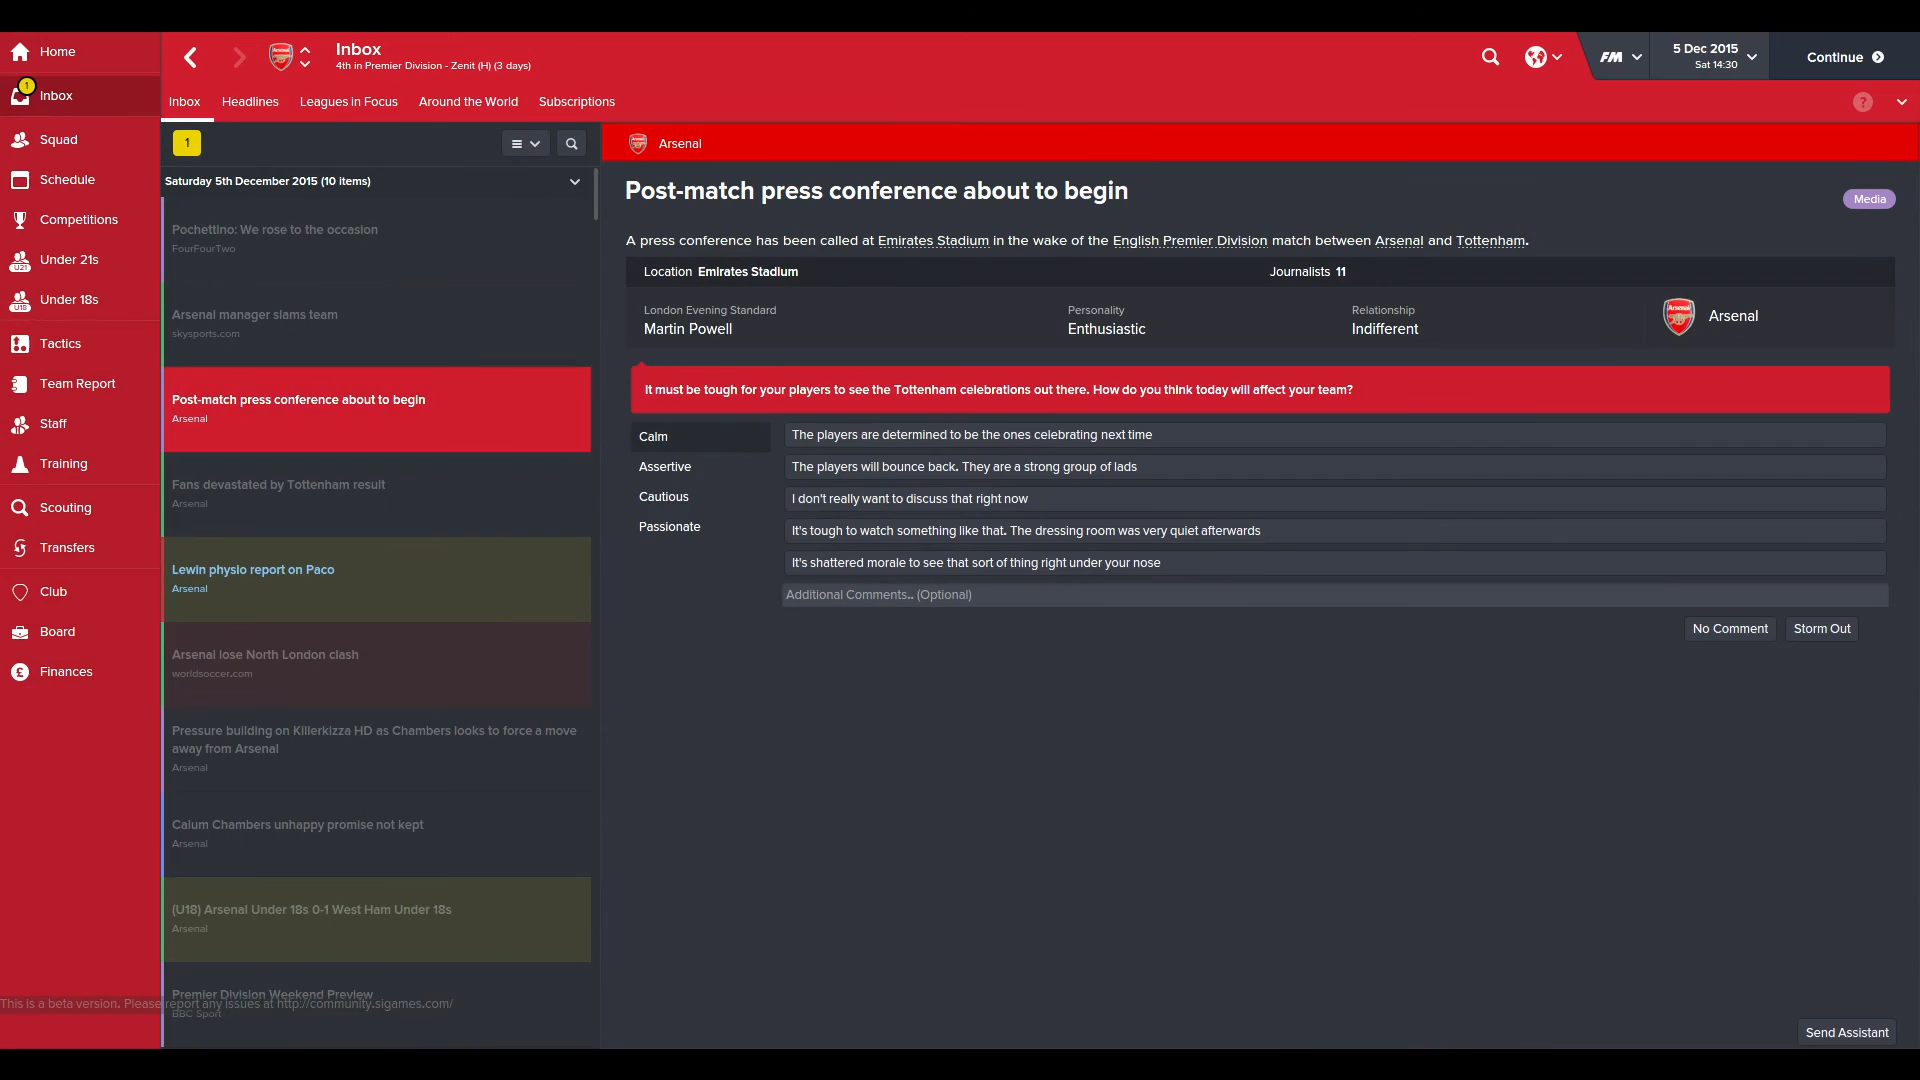 Home
1
Inbox
Squad
Schedule
Competitions
U21
Under 21s
U18
Under 18s
Tactics
Team Report
Staff
Training
Scouting
Transfers
Club
Board
£
Finances
Arsenal
Inbox
4th in Premier Division - Zenit (H) (3 days)
FM
5 Dec 2015
Sat 14:30
Continue
Inbox
Headlines
Leagues in Focus
Around the World
Subscriptions
?
1
Saturday 5th December 2015 (10 items)
Pochettino: We rose to the occasion
FourFourTwo
Arsenal manager slams team
skysports.com
Post-match press conference about to begin
Arsenal
Fans devastated by Tottenham result
Arsenal
Lewin physio report on Paco
Arsenal
Arsenal lose North London clash
worldsoccer.com
Pressure building on Killerkizza HD as Chambers looks to force a move
away from Arsenal
Arsenal
Calum Chambers unhappy promise not kept
Arsenal
(U18) Arsenal Under 18s 0-1 West Ham Under 18s
Arsenal
Premier Division Weekend Preview
BBC Sport
This is a beta version. Please report any issues at http://community.sigames.com/
Arsenal
Post-match press conference about to begin
Media
A press conference has been called at Emirates Stadium in the wake of the English Premier Division match between Arsenal and Tottenham.
Location Emirates Stadium
Journalists 11
London Evening Standard
Martin Powell
Personality
Enthusiastic
Relationship
Indifferent
Arsenal
Arsenal
It must be tough for your players to see the Tottenham celebrations out there. How do you think today will affect your team?
Calm
Assertive
Cautious
Passionate
The players are determined to be the ones celebrating next time
The players will bounce back. They are a strong group of lads
I don't really want to discuss that right now
It's tough to watch something like that. The dressing room was very quiet afterwards
It's shattered morale to see that sort of thing right under your nose
Additional Comments.. (Optional)
No Comment
Storm Out
Send Assistant